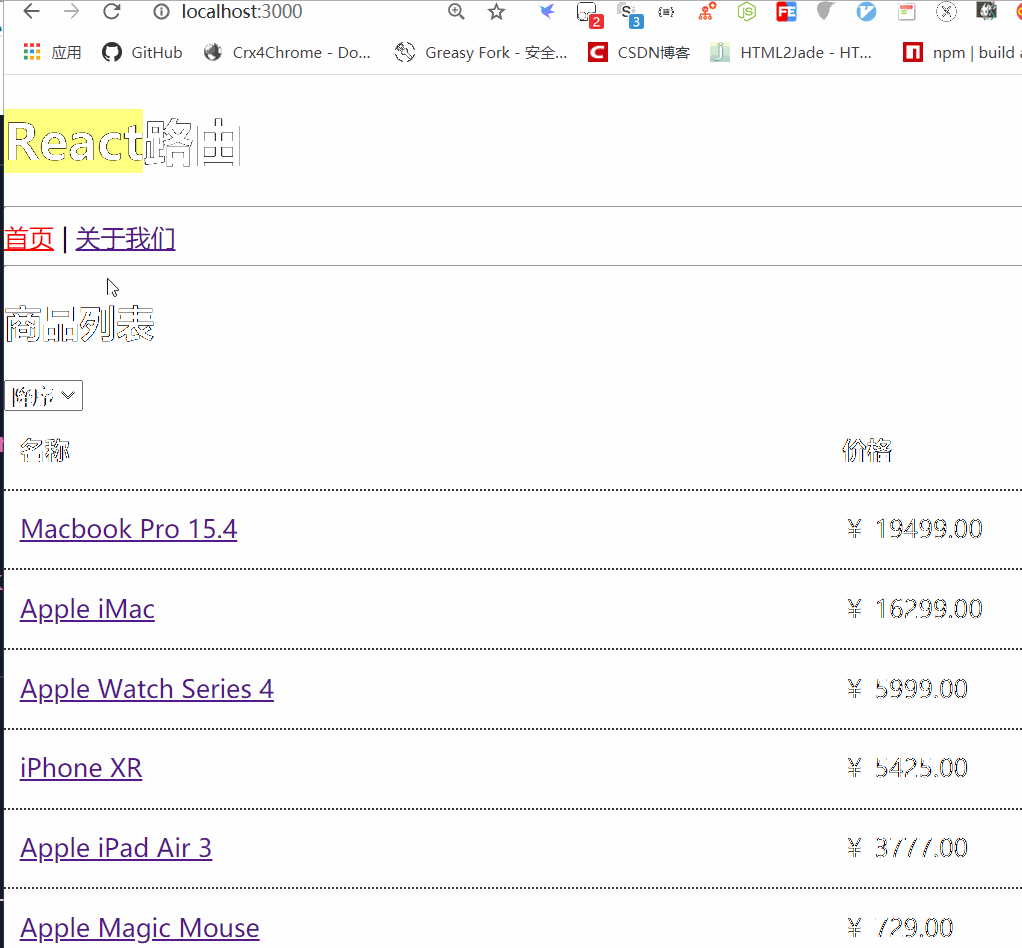 localhost:3000
2
3
应用 GitHub Crx4Chrome - Do... Greasy Fork - 安全... CSDN博客 HTML2Jade - HT... npm | build
React路由
首页 | 关于我们
商品列表
降序
名称 价格
Macbook Pro 15.4 ¥ 19499.00
Apple iMac ¥ 16299.00
Apple Watch Series 4 ¥ 5999.00
iPhone XR ¥ 5425.00
Apple iPad Air 3 ¥ 3777.00
Apple Magic Mouse ¥ 729.00